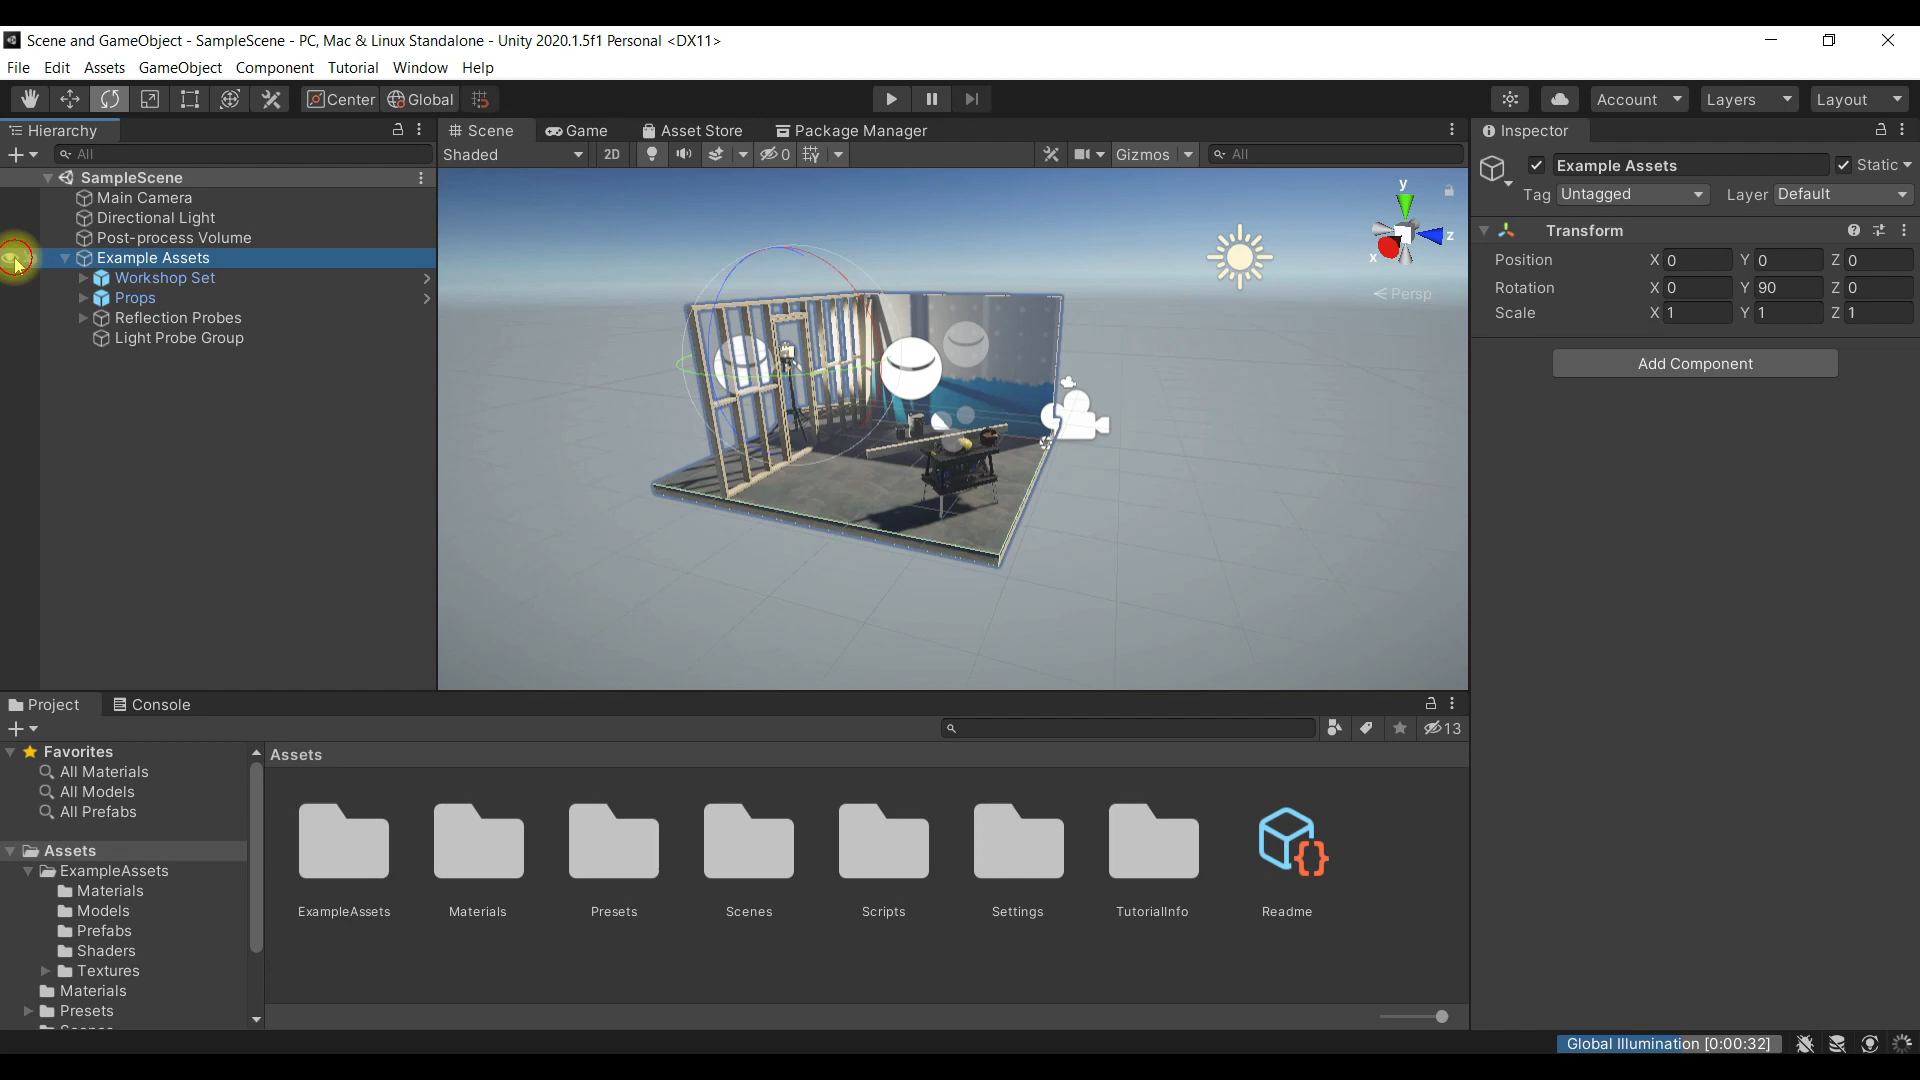 Scene and GameObject - SampleScene - PC, Mac & Linux Standalone - Unity 2020.1.5f1 Personal <DX11>
File Edit Assets GameObject Component Tutorial Window Help
Center Global Account Layers Layout
Hierarchy
All
SampleScene
Main Camera
Directional Light
Post-process Volume
Example Assets
Workshop Set
Props
Reflection Probes
Light Probe Group
Scene Game Asset Store Package Manager
Shaded 2D 0 Gizmos All
y
z
x
Persp
Inspector
Example Assets Static
Tag Untagged Layer Default
Transform
Position X 0 Y 0 Z 0
Rotation X 0 Y 90 Z 0
Scale X 1 Y 1 Z 1
Add Component
Project Console
13
Favorites
All Materials
All Models
All Prefabs
Assets
ExampleAssets
Materials
Models
Prefabs
Shaders
Textures
Materials
Presets
Assets
ExampleAssets Materials Presets Scenes Scripts Settings TutorialInfo Readme
Global Illumination [0:00:32]